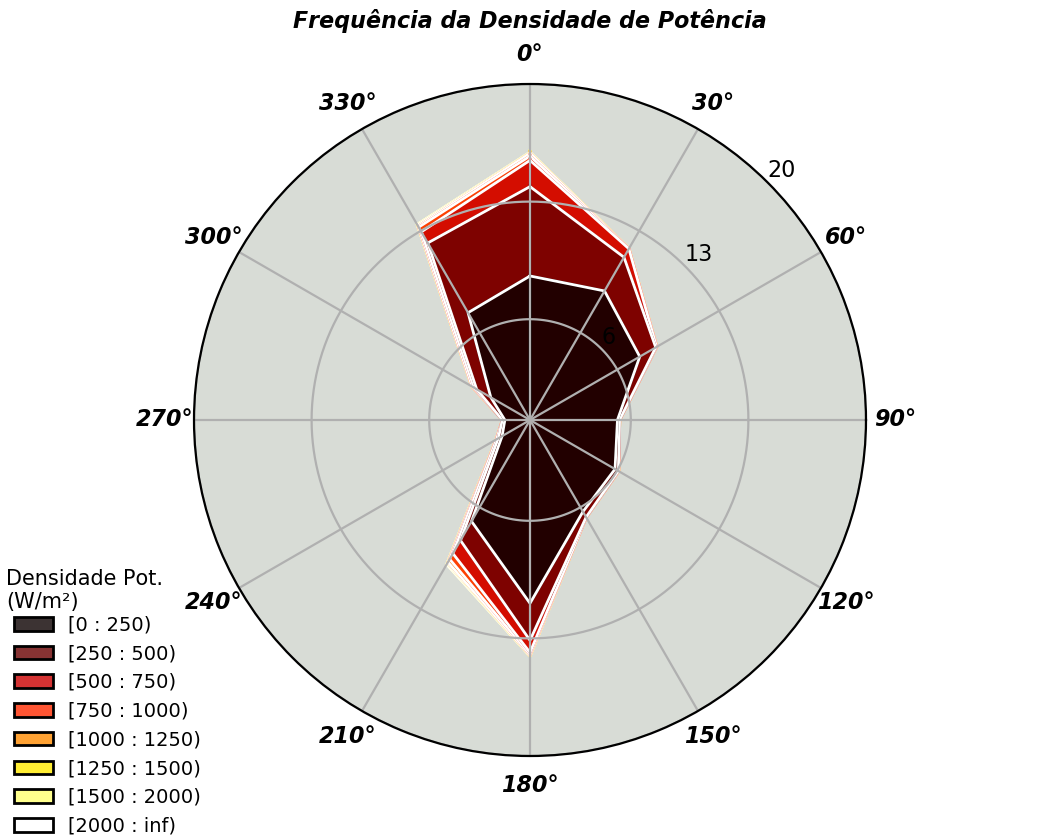 Frequência da Densidade de Potência
0°
330°
30°
20
300°
60°
13
6
270°
90°
240°
120°
210°
150°
180°
Densidade Pot.
(W/m²)
[0 : 250)
[250 : 500)
[500 : 750)
[750 : 1000)
[1000 : 1250)
[1250 : 1500)
[1500 : 2000)
[2000 : inf)